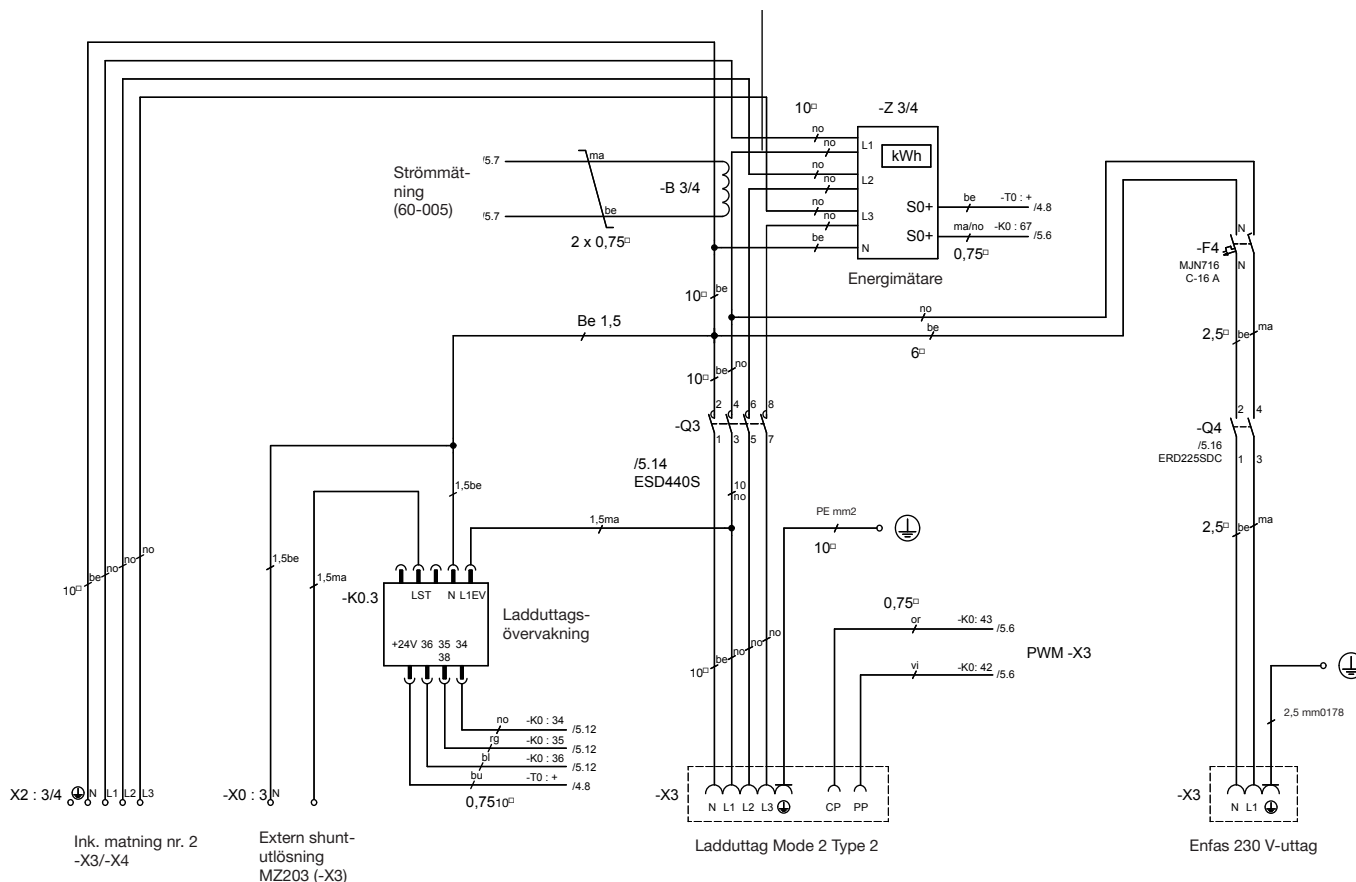 10□
-Z 3/4
no
no
L1
kWh
Strömmät-
ning
(60-005)
/5.7
ma
no
-B 3/4
no
L2
S0+
be
-T0 : +
/4.8
/5.7
be
no
L3
no
S0+
ma/no
-K0 : 67
/5.6
2 x 0,75□
be
N
0,75□
Energimätare
N
-F4
MJN716
N
C-16 A
10□
be
no
Be 1,5
be
6□
2,5□
be
ma
10□
be
no
2
4
6
8
-Q3
1
3
5
7
2
4
-Q4
/5.16
ERD225SDC
1
3
/5.14
ESD440S
10
no
1,5be
PE mm2
10□
1,5ma
2,5□
be
ma
10□
be
no
no
no
1,5be
1,5ma
-K0.3
LST
N
L1EV
+24V
36
35
34
38
Ladduttags-
övervakning
0,75□
or
-K0: 43
/5.6
PWM -X3
vi
-K0: 42
/5.6
10□
be
no
no
no
2,5 mm0178
no
-K0 : 34
/5.12
rg
-K0 : 35
/5.12
bl
-K0 : 36
/5.12
bu
-T0 : +
/4.8
0,7510□
X2 : 3/4
N
L1
L2
L3
-X0 : 3
N
-X3
N
L1
L2
L3
CP
PP
-X3
N
L1
Ink. matning nr. 2
-X3/-X4
Extern shunt-
utlösning
MZ203 (-X3)
Ladduttag Mode 2 Type 2
Enfas 230 V-uttag